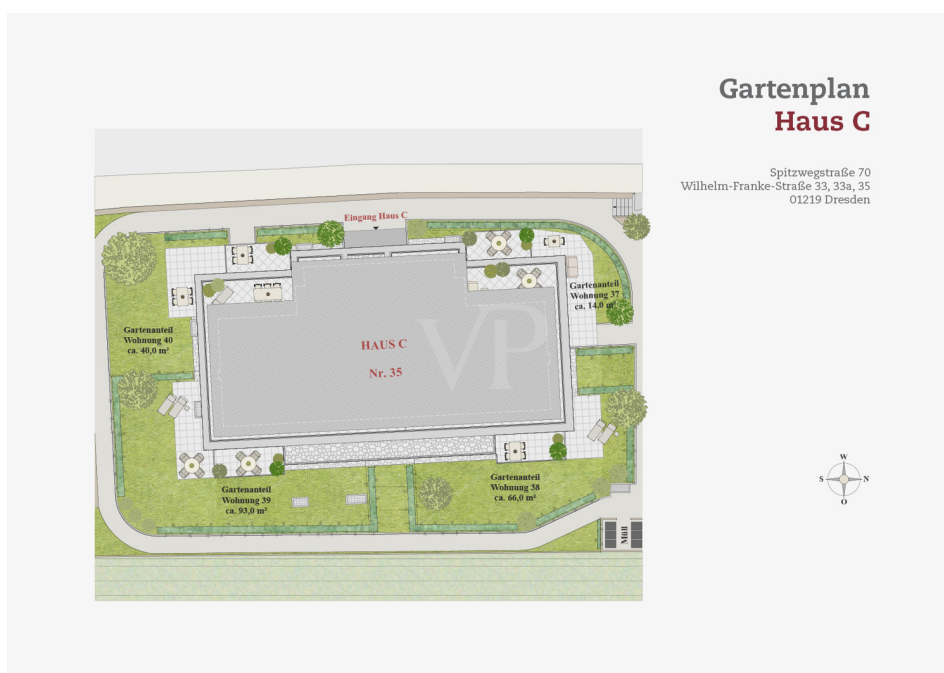 Gartenplan
Haus C
Spitzwegstraße 70
Wilhelm-Franke-Straße 33, 33a, 35
01219 Dresden
Eingang Haus C
Gartenanteil
Wohnung 37
ca. 14,0 m²
Gartenanteil
Wohnung 40
ca. 40,0 m²
HAUS C
Nr. 35
VP
Gartenanteil
Wohnung 39
ca. 93,0 m²
Gartenanteil
Wohnung 38
ca. 66,0 m²
Müll
W
S
N
O